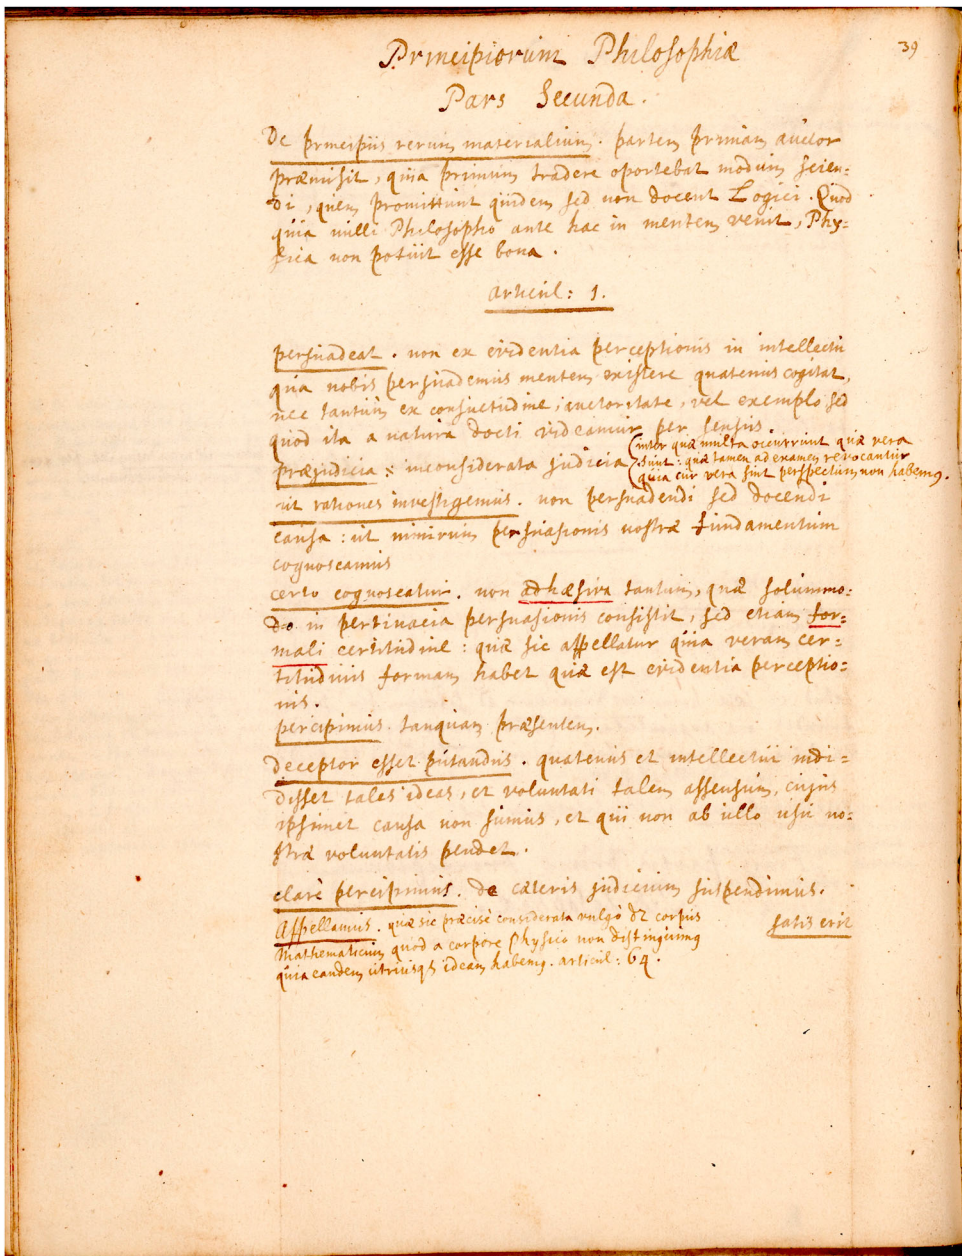 39
Principiorum Philosophiæ
Pars Secunda.
De principiis rerum materialium. partem primam auctor
præmisit, quia primum tradere oportebat modum scien=
di, quem promittunt quidem sed non docent Logici. Quod
quia nulli Philosopho ante hac in mentem venit, Phy=
sica non potuit esse bona.
articul: 1.
persuadeat. non ex evidentia perceptionis in intellectu
qua nobis persuademus mentem existere quatenus cogitat,
nec tantum ex consuetudine, auctoritate, vel exemplo sed
quod ita a natura docti videamur per sensus.
præjudicia : inconsiderata judicia (inter quæ multa ocurrunt quæ vera
sunt: quæ tamen ad examen revocantur
quia cur vera sint perspectum non habemus.
ut rationes investigemus. non persuadendi sed docendi
causa: ut nimirum persuasionis nostræ fundamentum
cognoscamus
certo cognoscatur. non adhæsiva tantum, quæ solummo=
do in pertinacia persuasionis consistit, sed etiam for=
mali certitudine: quæ sic appellatur quia veram cer=
titudinis formam habet quæ est evidentia perceptio=
nis.
percipimus tanquam præsentem.
deceptor esset putandus. quatenus et intellectui indi=
disset tales ideas, et voluntati talem assensum, cujus
ipsimet causa non sumus, et qui non ab ullo usu no=
stræ voluntatis pendet.
clarè percipimus. de cæteris judicium suspendimus.
Appellamus. quæ sic præcisè considerata vulgò dr corpus
Mathematicum quod a corpore Physico non distinguimus
quia eandem utriusque ideam habemus. articul: 64.
satis erit